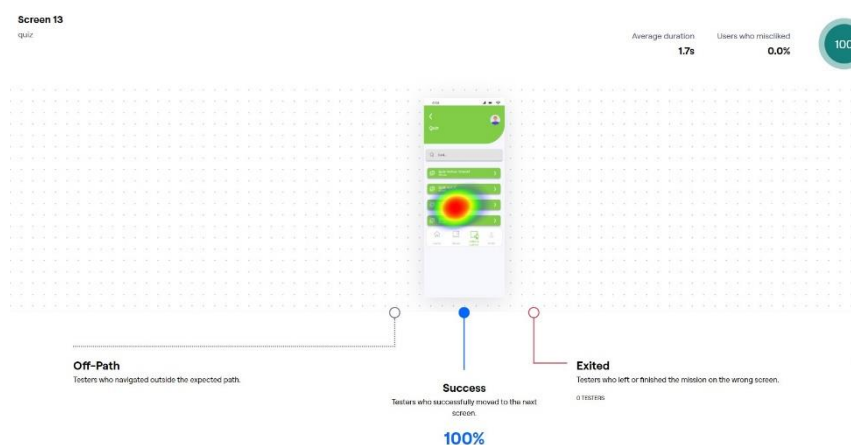 Screen 13
quiz
Average duration
1.7s
Users who miscliked
0.0%
100
Quiz
Off-Path
Testers who navigated outside the expected path.
Success
Testers who successfully moved to the next
screen.
100%
Exited
Testers who left or finished the mission on the wrong screen.
0 TESTERS